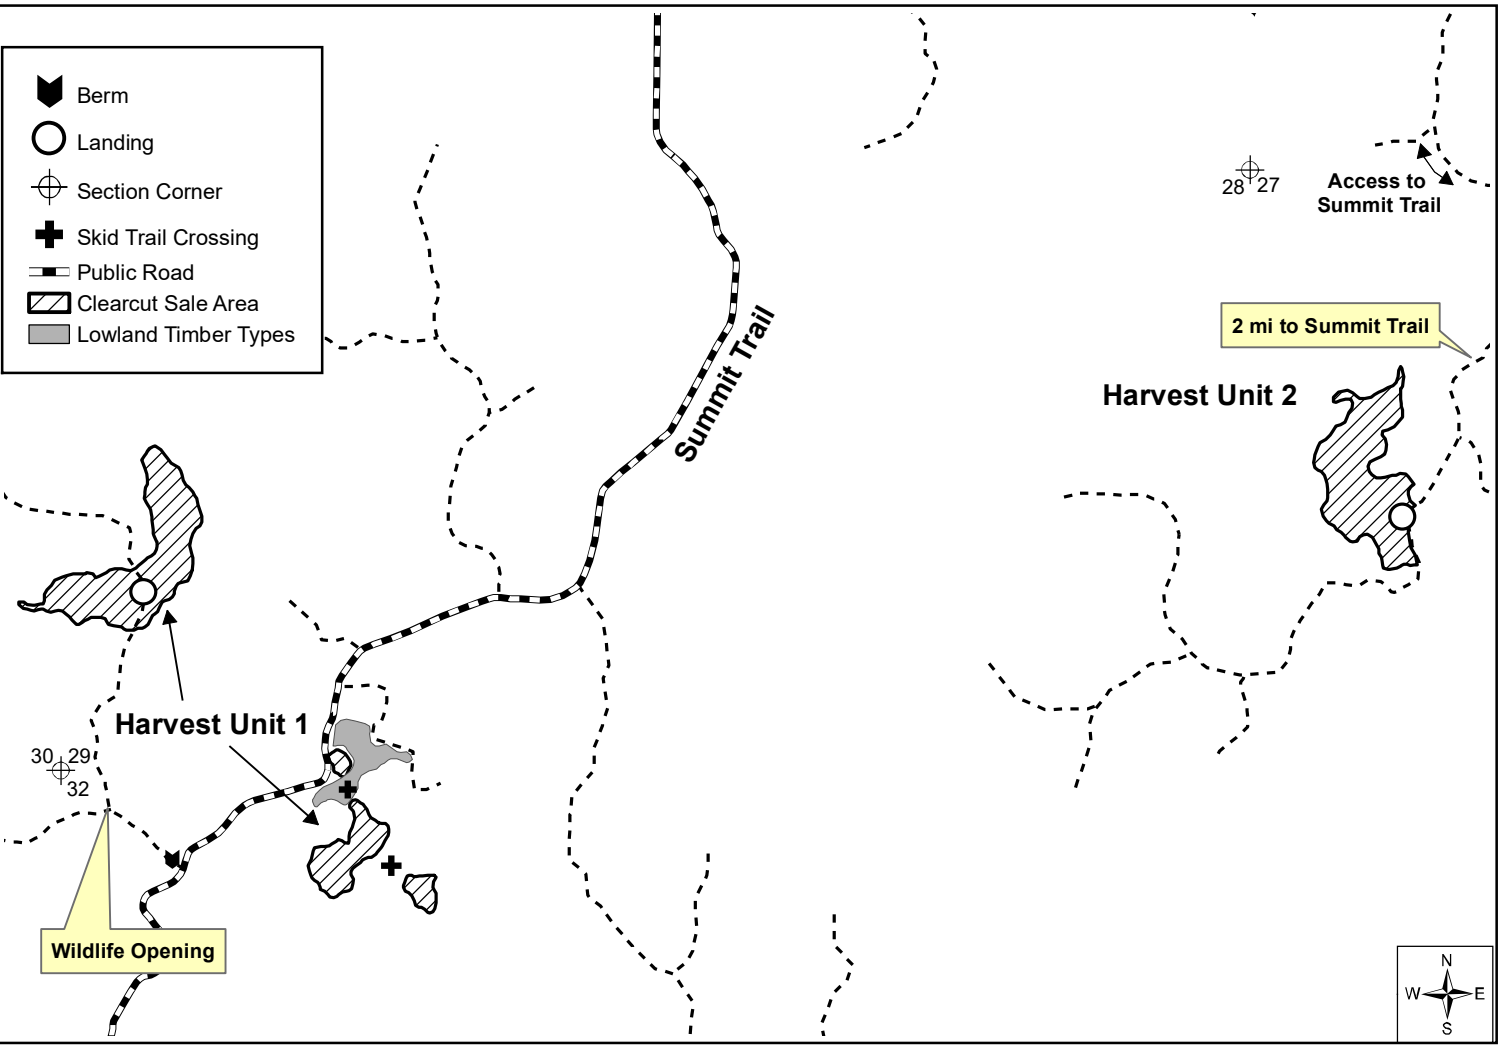 Berm
Landing
Section Corner
Skid Trail Crossing
Public Road
Clearcut Sale Area
Lowland Timber Types
28 27
Access to
Summit Trail
2 mi to Summit Trail
Summit Trail
Harvest Unit 2
Harvest Unit 1
30 29
32
Wildlife Opening
N
W E
S